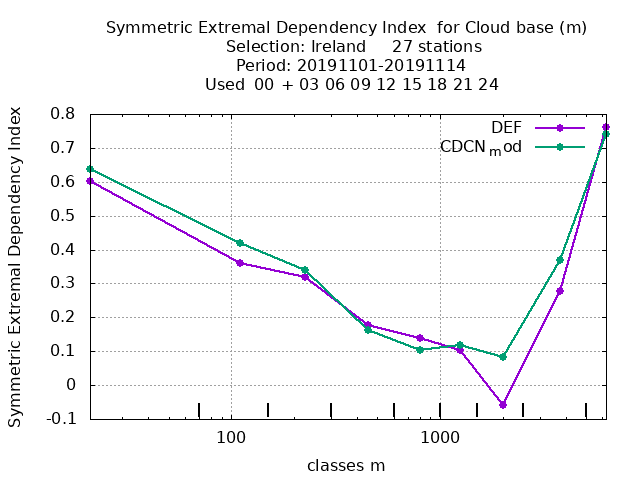 Symmetric Extremal Dependency Index  for Cloud base (m)
Selection: Ireland     27 stations
Period: 20191101-20191114
Used  00 + 03 06 09 12 15 18 21 24
Symmetric Extremal Dependency Index
0.8
0.7
0.6
0.5
0.4
0.3
0.2
0.1
0
-0.1
DEF
CDCNmod
100
1000
classes m